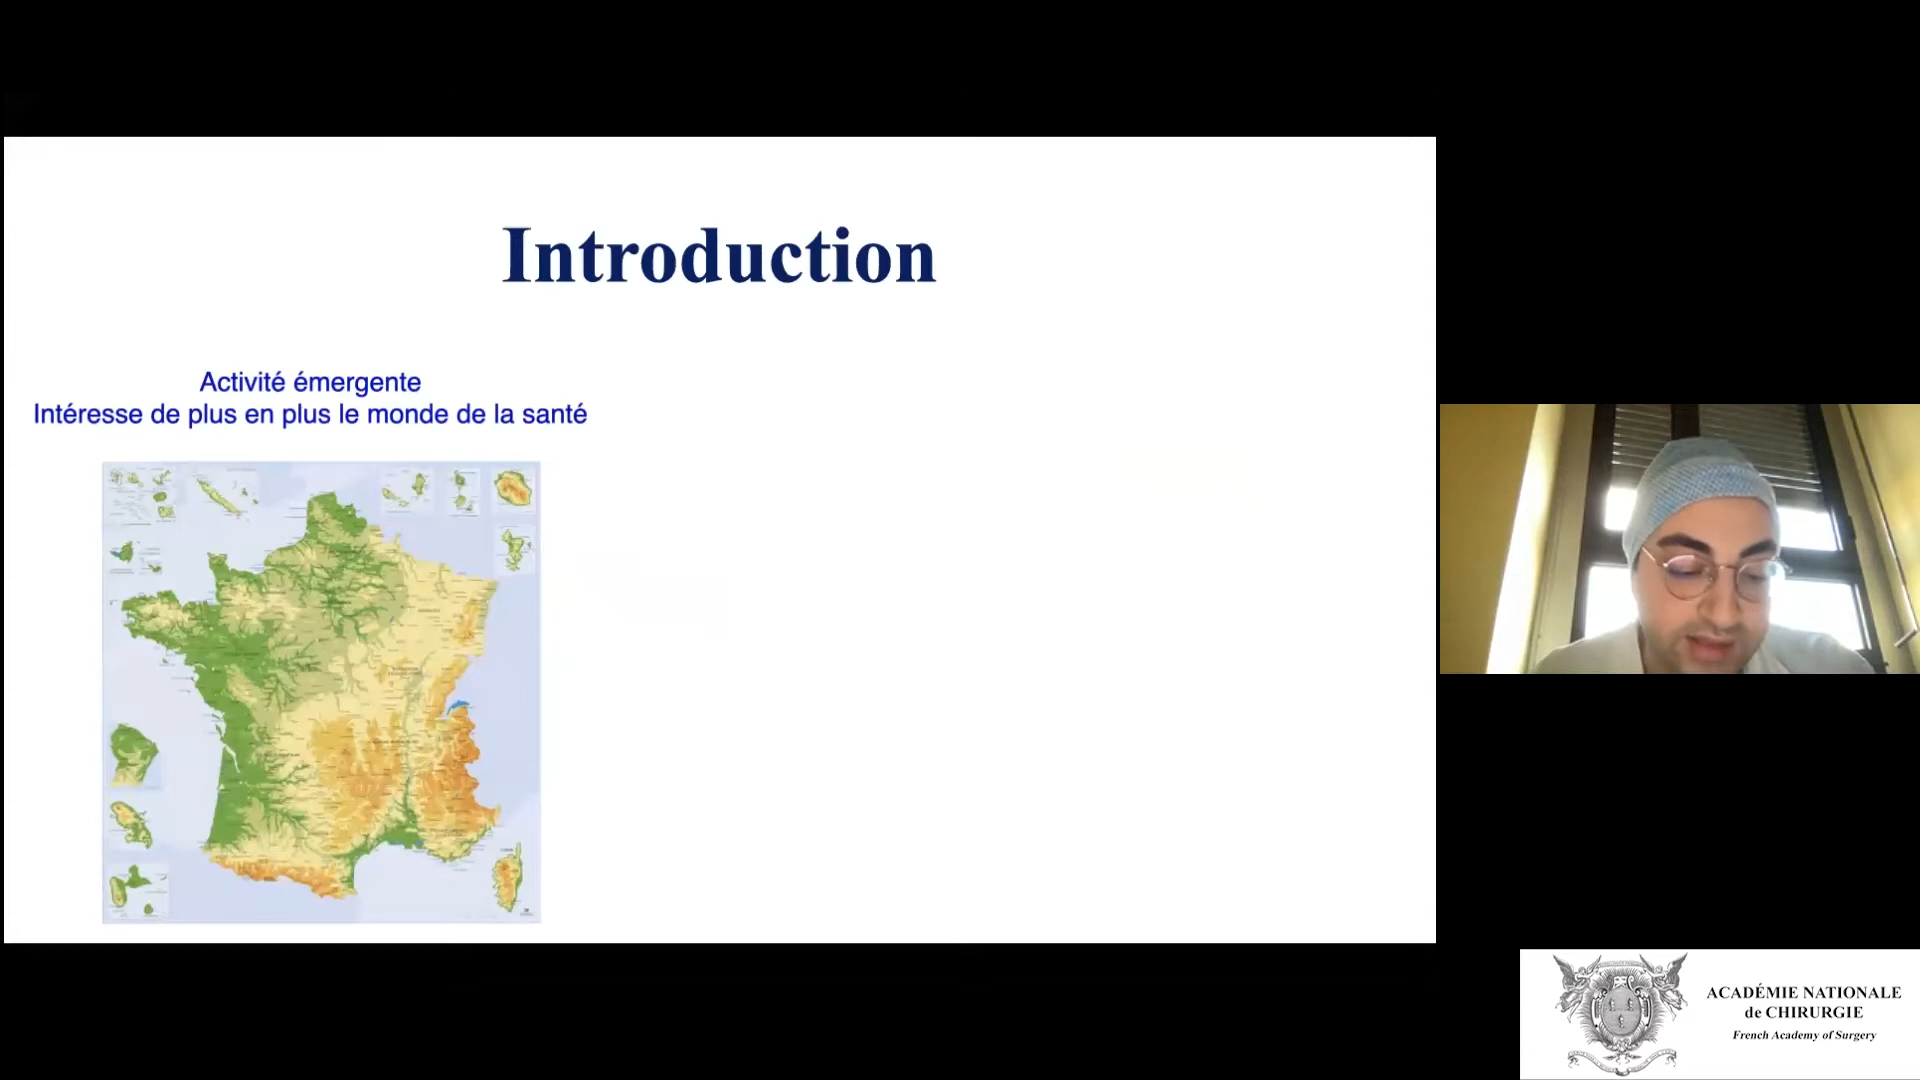 Introduction
Activité émergente
Intéresse de plus en plus le monde de la santé
ACADÉMIE NATIONALE
de CHIRURGIE
French Academy of Surgery